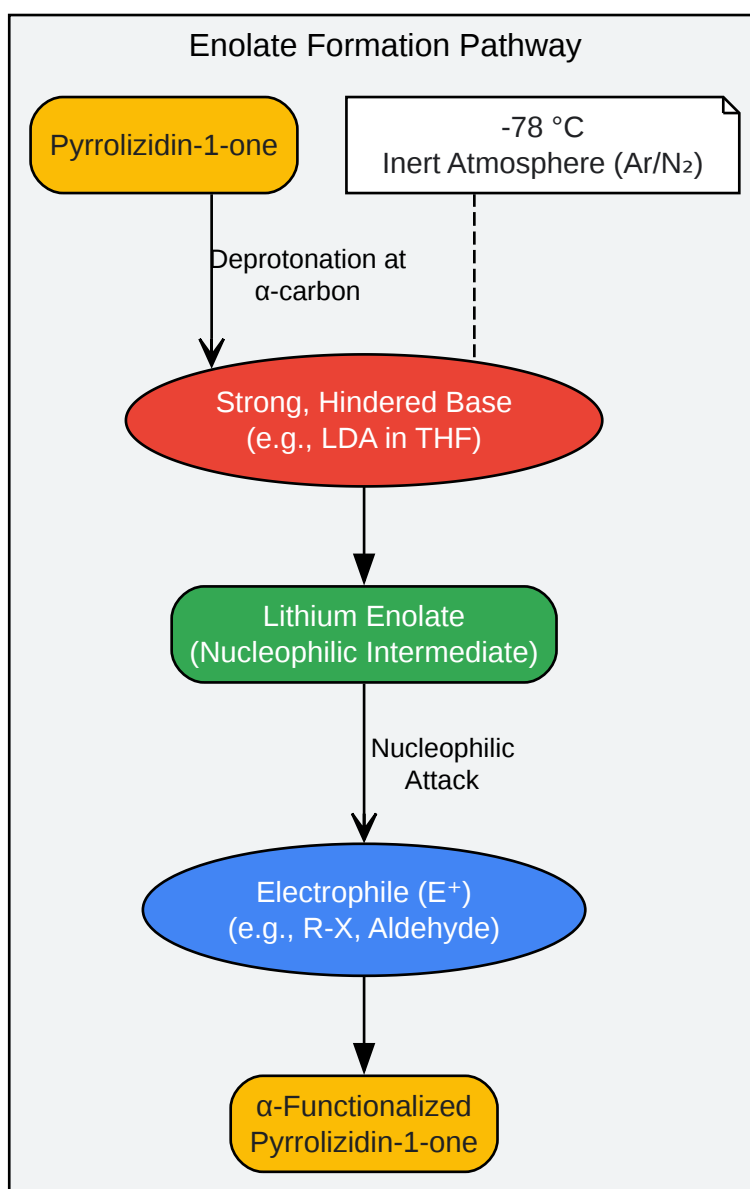 Enolate Formation Pathway
Pyrrolizidin-1-one
-78 °C
Inert Atmosphere (Ar/N₂)
Deprotonation at
α-carbon
Strong, Hindered Base
(e.g., LDA in THF)
Lithium Enolate
(Nucleophilic Intermediate)
Nucleophilic
Attack
Electrophile (E⁺)
(e.g., R-X, Aldehyde)
α-Functionalized
Pyrrolizidin-1-one